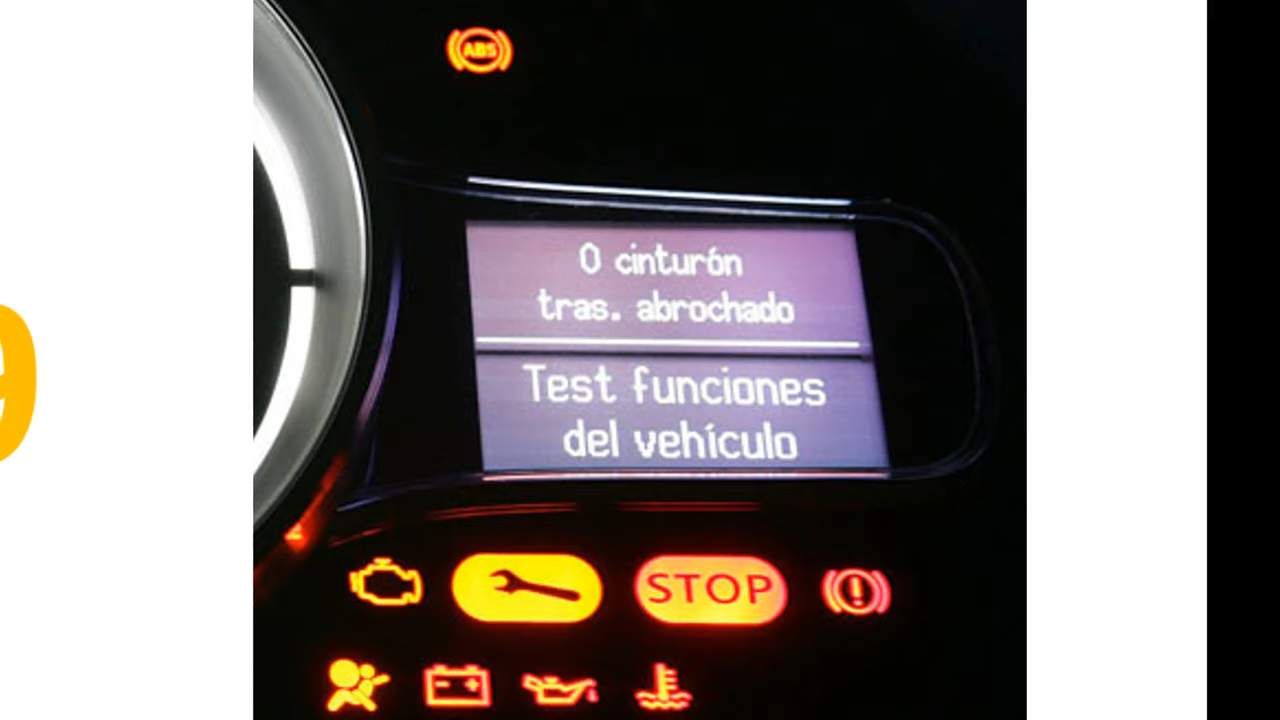 ABS
0 cinturón
tras. abrochado
Test funciones
del vehículo
STOP